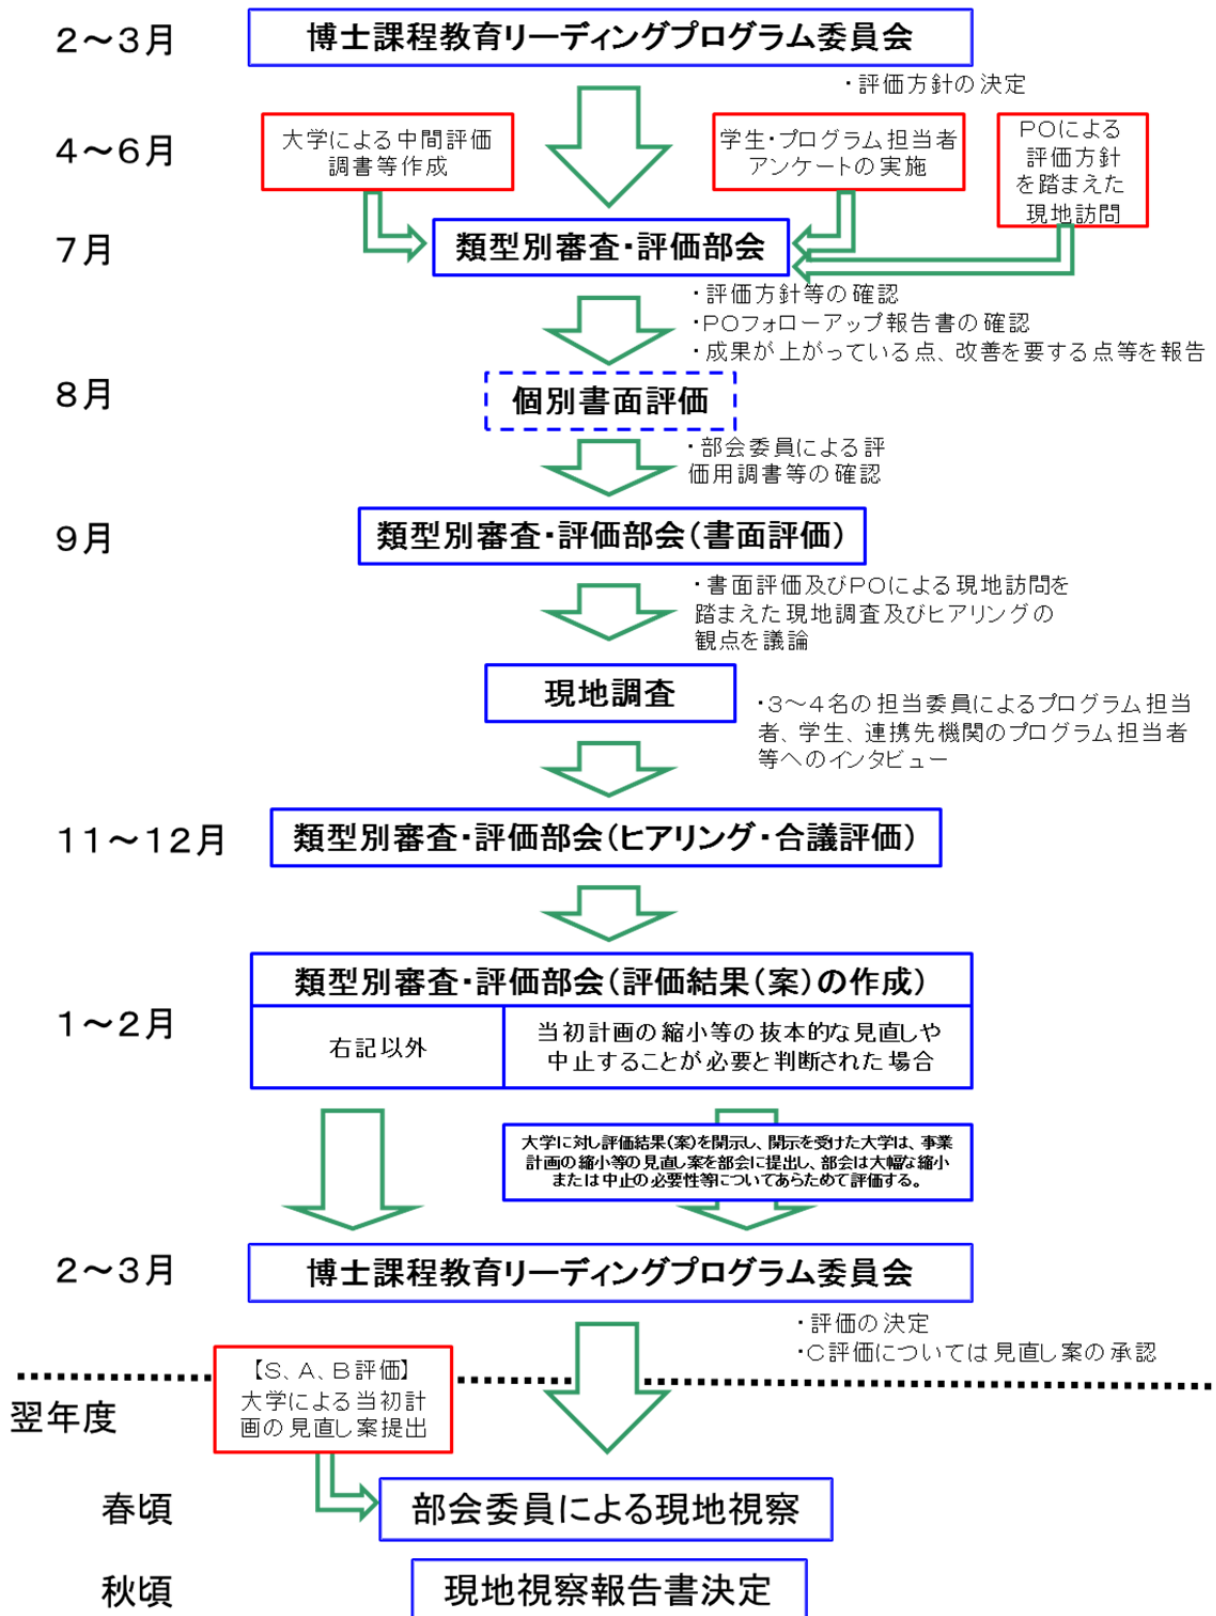 2～3月
博士課程教育リーディングプログラム委員会
・評価方針の決定
4～6月
大学による中間評価
調書等作成
学生・プログラム担当者
アンケートの実施
POによる
評価方針
を踏まえた
現地訪問
7月
類型別審査・評価部会
・評価方針等の確認
・POフォローアップ報告書の確認
・成果が上がっている点、改善を要する点等を報告
8月
個別書面評価
・部会委員による評
価用調書等の確認
9月
類型別審査・評価部会(書面評価)
・書面評価及びPOによる現地訪問を
踏まえた現地調査及びヒアリングの
観点を議論
現地調査
・3～4名の担当委員によるプログラム担当
者、学生、連携先機関のプログラム担当者
等へのインタビュー
11～12月
類型別審査・評価部会(ヒアリング・合議評価)
1～2月
類型別審査・評価部会(評価結果(案)の作成)
右記以外
当初計画の縮小等の抜本的な見直しや
中止することが必要と判断された場合
大学に対し評価結果(案)を開示し、開示を受けた大学は、事業
計画の縮小等の見直し案を部会に提出し、部会は大幅な縮小
または中止の必要性等についてあらためて評価する。
2～3月
博士課程教育リーディングプログラム委員会
・評価の決定
・C評価については見直し案の承認
【S、A、B評価】
大学による当初計
画の見直し案提出
翌年度
春頃
部会委員による現地視察
秋頃
現地視察報告書決定